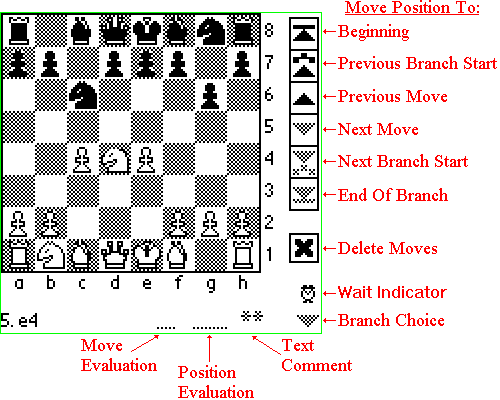 Move Position To:
8 Beginning
7 Previous Branch Start
6 Previous Move
5 Next Move
4 Next Branch Start
3 End Of Branch
2
1 Delete Moves
a b c d e f g h
Wait Indicator
5. e4 ..... ........ ** Branch Choice
Move Evaluation
Position Evaluation
Text Comment